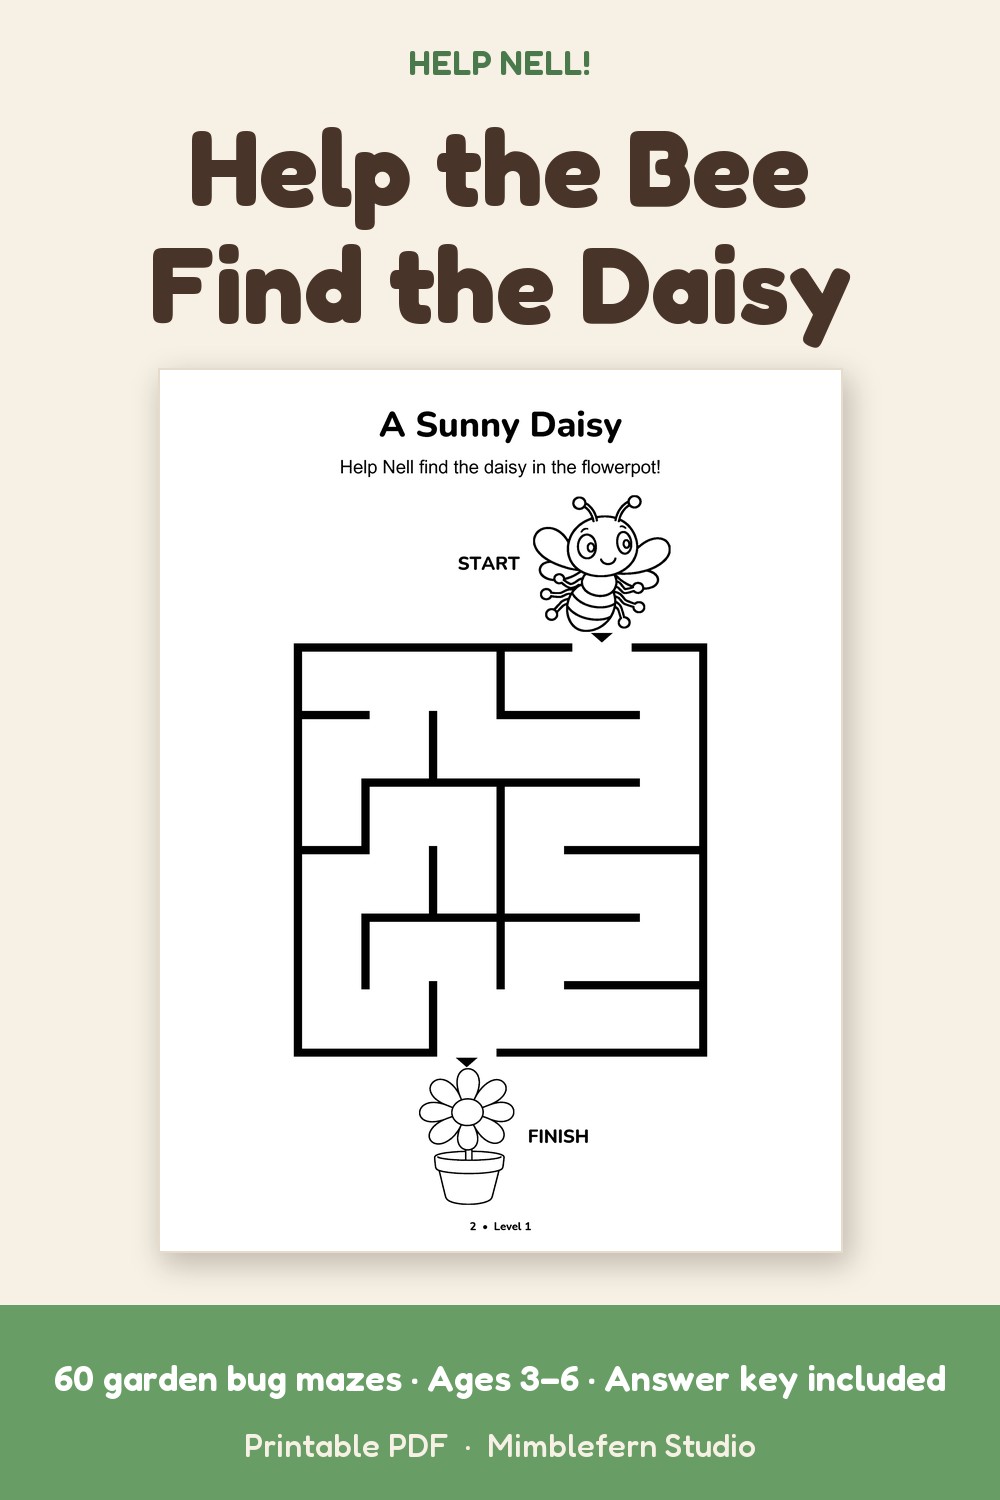 HELP NELL!
Help the Bee
Find the Daisy
A Sunny Daisy
Help Nell find the daisy in the flowerpot!
START
FINISH
2 • Level 1
60 garden bug mazes · Ages 3–6 · Answer key included
Printable PDF · Mimblefern Studio